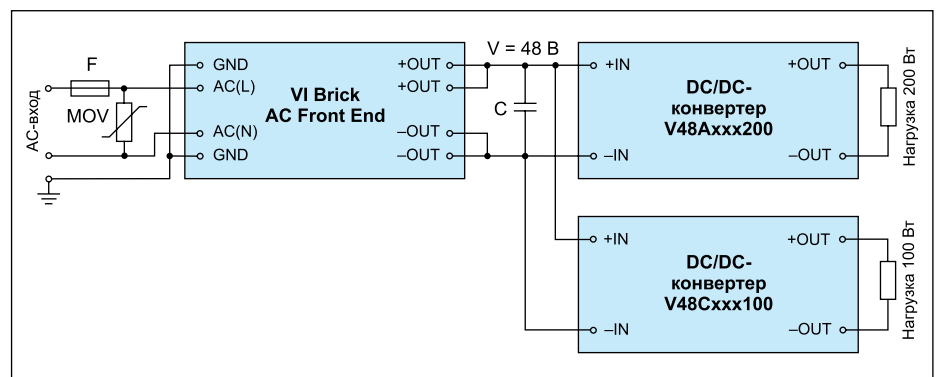 F
MOV
AC-вход
GND
AC(L)
AC(N)
GND
VI Brick
AC Front End
+OUT
+OUT
–OUT
–OUT
V = 48 В
C
+IN
–IN
DC/DC-
конвертер
V48Axxx200
+OUT
–OUT
Нагрузка 200 Вт
+IN
–IN
DC/DC-
конвертер
V48Cxxx100
+OUT
–OUT
Нагрузка 100 Вт